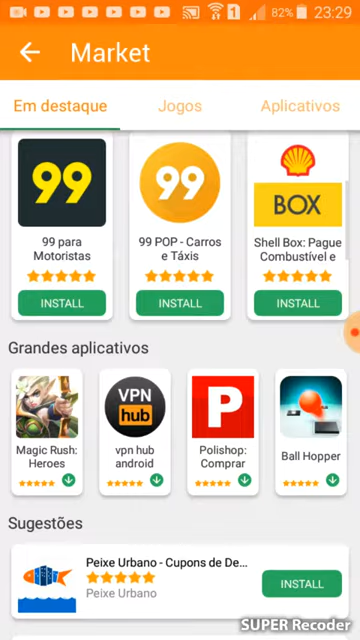 1 82% 23:29
Market
Em destaque Jogos Aplicativos
99 99 BOX
99 para
Motoristas
99 POP - Carros
e Táxis
Shell Box: Pague
Combustível e
INSTALL INSTALL INSTALL
Grandes aplicativos
VPN
hub
P
Magic Rush:
Heroes
vpn hub
android
Polishop:
Comprar
Ball Hopper
Sugestões
Peixe Urbano - Cupons de De...
INSTALL
Peixe Urbano
SUPER Recoder